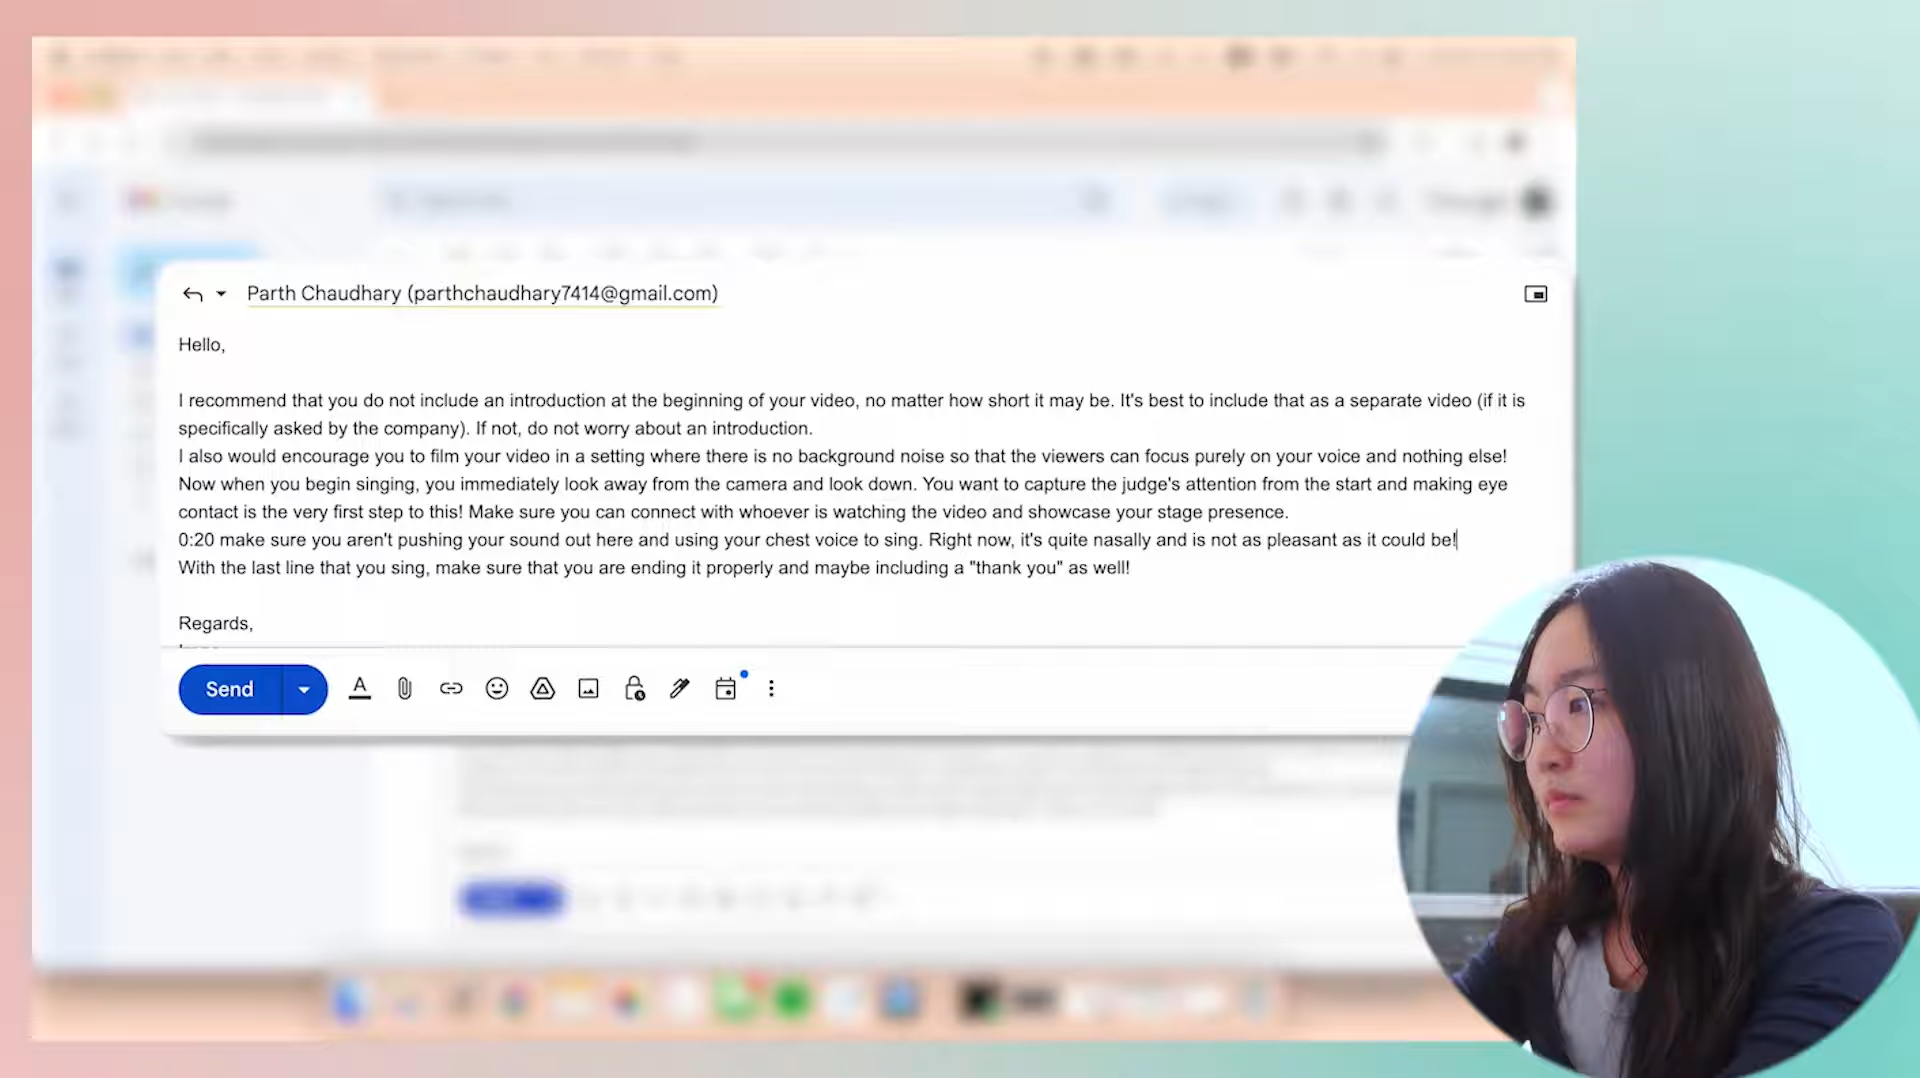 Parth Chaudhary (parthchaudhary7414@gmail.com)
Hello,
I recommend that you do not include an introduction at the beginning of your video, no matter how short it may be. It's best to include that as a separate video (if it is
specifically asked by the company). If not, do not worry about an introduction.
I also would encourage you to film your video in a setting where there is no background noise so that the viewers can focus purely on your voice and nothing else!
Now when you begin singing, you immediately look away from the camera and look down. You want to capture the judge's attention from the start and making eye
contact is the very first step to this! Make sure you can connect with whoever is watching the video and showcase your stage presence.
0:20 make sure you aren't pushing your sound out here and using your chest voice to sing. Right now, it's quite nasally and is not as pleasant as it could be!
With the last line that you sing, make sure that you are ending it properly and maybe including a "thank you" as well!
Regards,
Send